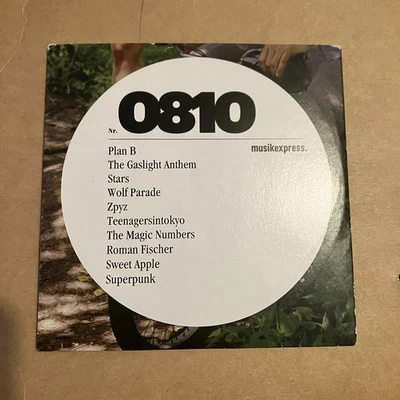 Nr. 0810
musikexpress.
Plan B
The Gaslight Anthem
Stars
Wolf Parade
Zpyz
Teenagersintokyo
The Magic Numbers
Roman Fischer
Sweet Apple
Superpunk